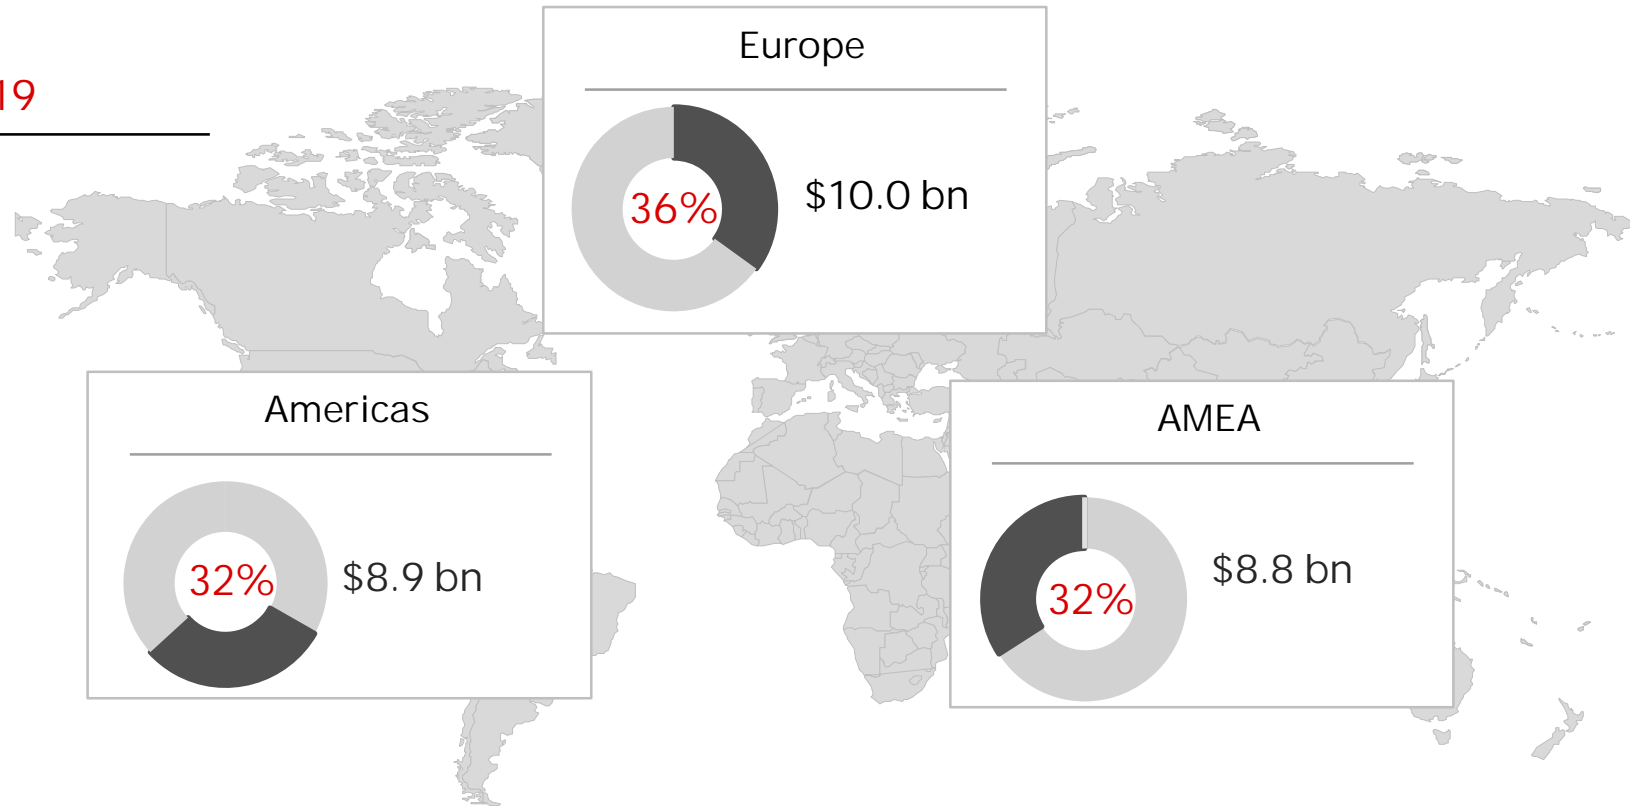 Europe
19
36%
$10.0 bn
Americas
AMEA
32%
$8.9 bn
32%
$8.8 bn